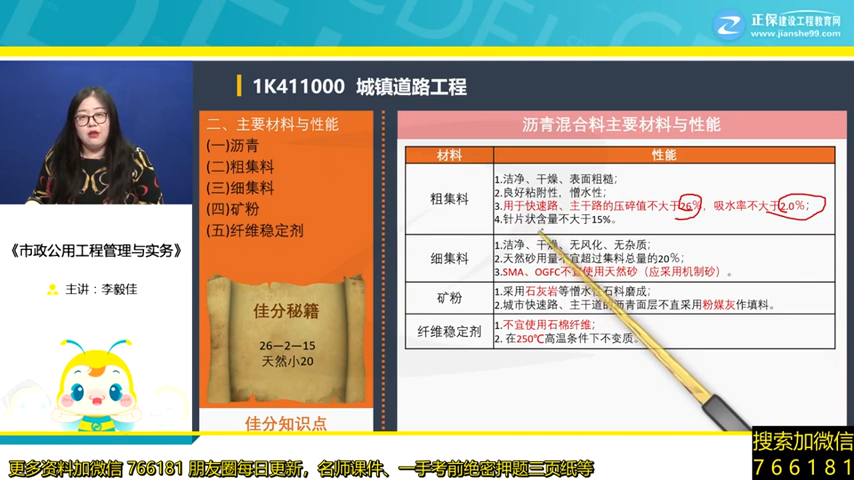 正保建设工程教育网
www.jianshe99.com
1K411000 城镇道路工程
二、主要材料与性能
(一)沥青
(二)粗集料
(三)细集料
(四)矿粉
(五)纤维稳定剂
佳分秘籍
26—2—15
天然小20
佳分知识点
沥青混合料主要材料与性能
材料
性能
粗集料
1.洁净、干燥、表面粗糙；
2.良好粘附性，憎水性；
3.用于快速路、主干路的压碎值不大于26%，吸水率不大于2.0%；
4.针片状含量不大于15%。
细集料
1.洁净、干燥、无风化、无杂质；
2.天然砂用量不宜超过集料总量的20%；
3.SMA、OGFC不宜使用天然砂（应采用机制砂）。
矿粉
1.采用石灰岩等憎水性石料磨成；
2.城市快速路、主干道的沥青面层不直采用粉媒灰作填料。
纤维稳定剂
1.不宜使用石棉纤维；
2. 在250℃高温条件下不变质。
《市政公用工程管理与实务》
主讲：李毅佳
更多资料加微信 766181 朋友圈每日更新，名师课件、一手考前绝密押题三页纸等
搜索加微信
766181